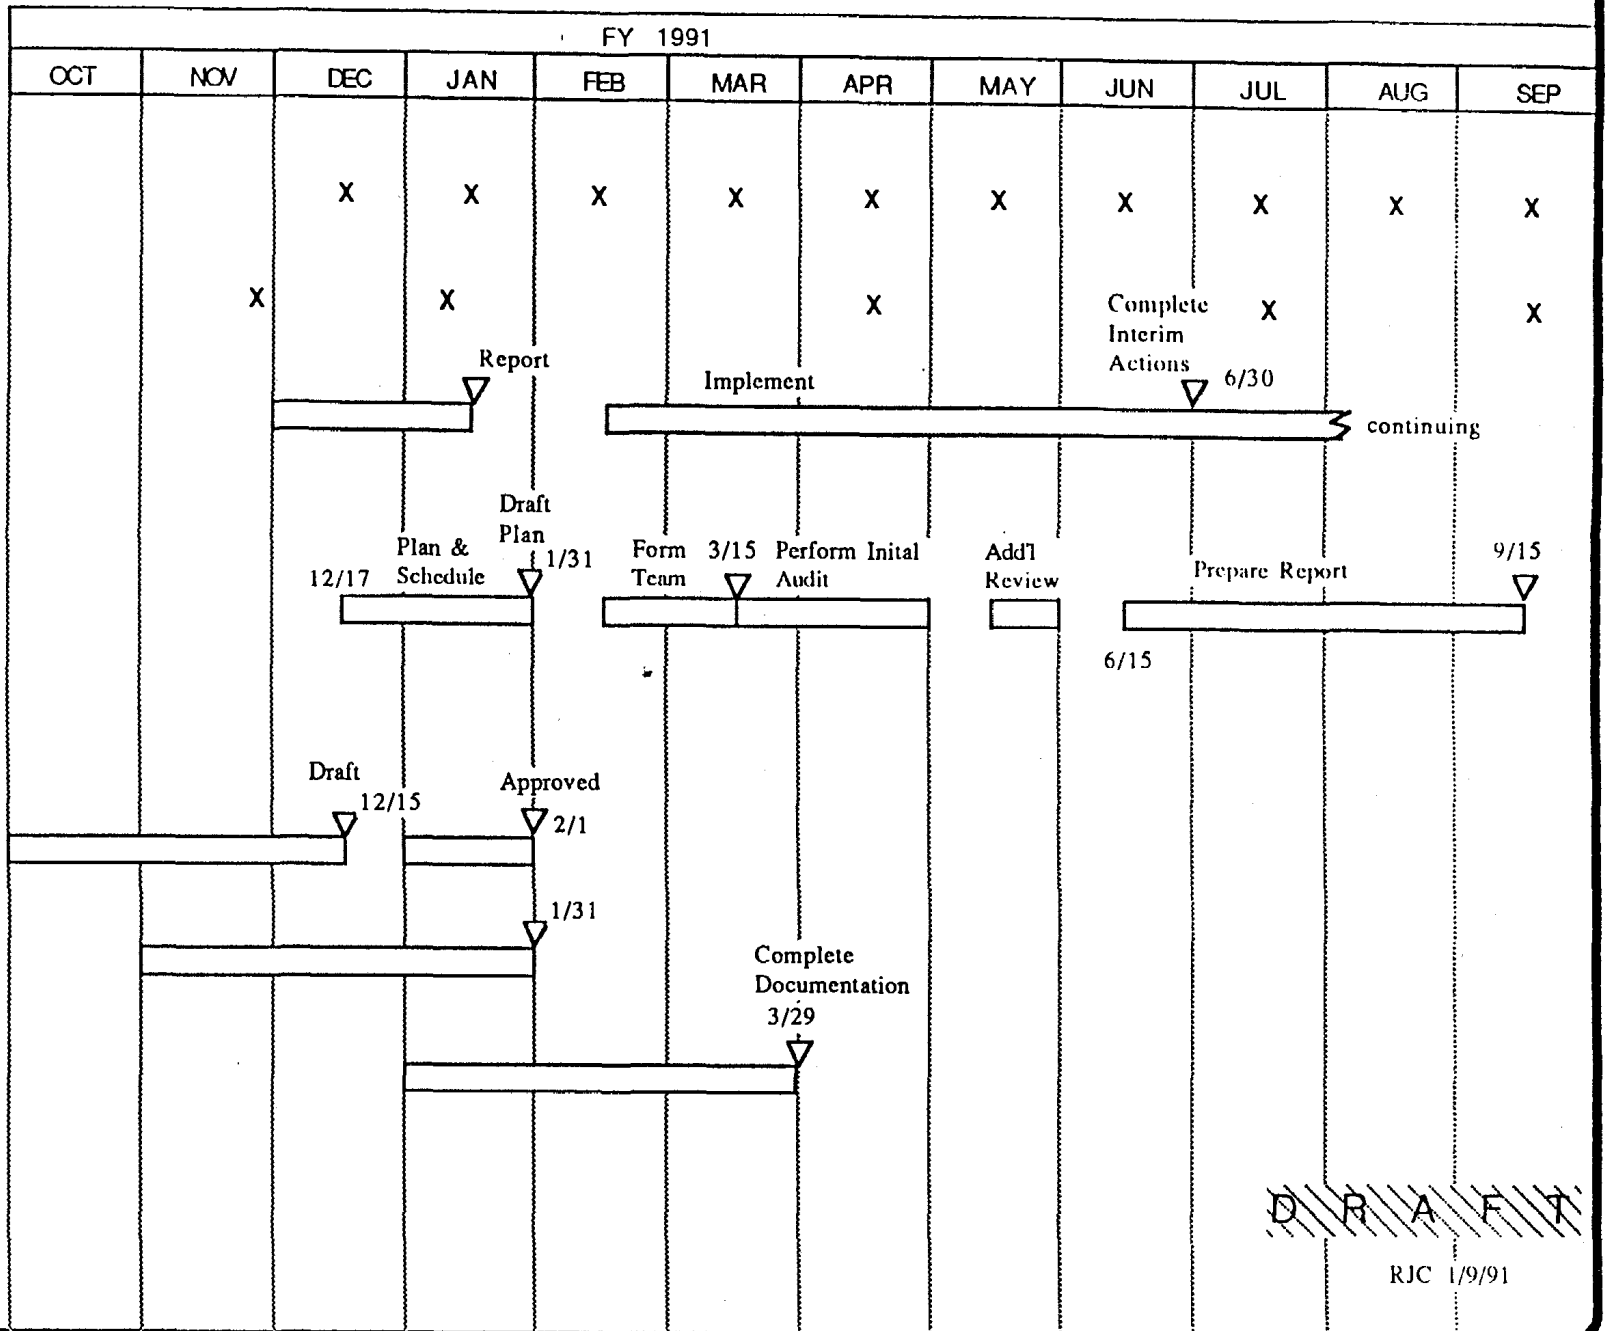 FY 1991
OCT NOV DEC JAN FEB MAR APR MAY JUN JUL AUG SEP
X X X X X X X X X X
X X X X X
Report
Implement
Complete
Interim
Actions
6/30
continuing
12/17
Plan &
Schedule
Draft
Plan
1/31
Form
Team
3/15
Perform Inital
Audit
Add'l
Review
6/15
Prepare Report
9/15
Draft
12/15
Approved
2/1
1/31
Complete
Documentation
3/29
D R A F T
RJC 1/9/91